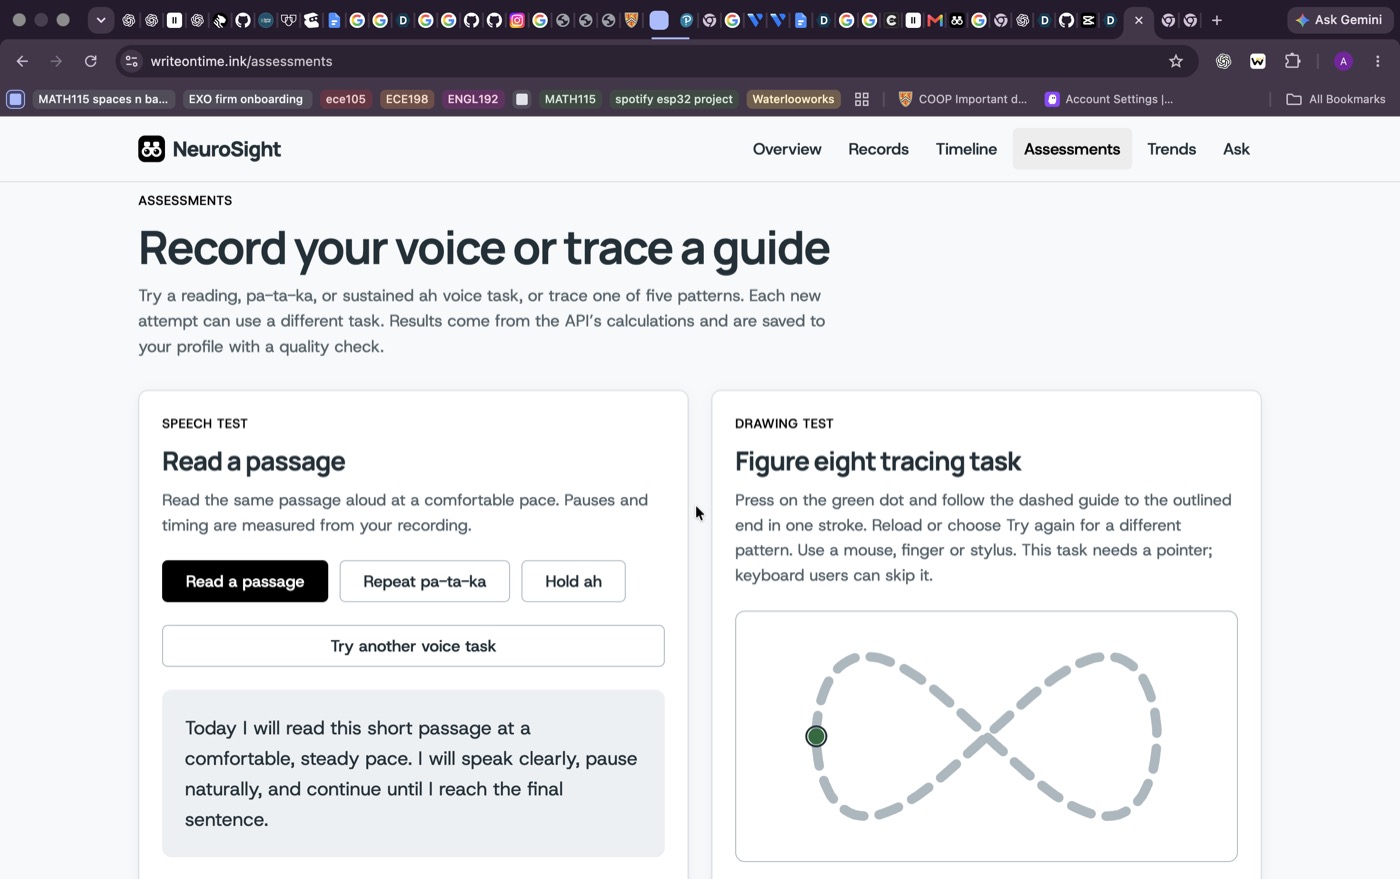 Ask Gemini
writeontime.ink/assessments
A
MATH115 spaces n ba...
EXO firm onboarding
ece105
ECE198
ENGL192
MATH115
spotify esp32 project
Waterlooworks
COOP Important d...
Account Settings |...
All Bookmarks
NeuroSight
Overview
Records
Timeline
Assessments
Trends
Ask
ASSESSMENTS
Record your voice or trace a guide
Try a reading, pa-ta-ka, or sustained ah voice task, or trace one of five patterns. Each new
attempt can use a different task. Results come from the API's calculations and are saved to
your profile with a quality check.
SPEECH TEST
Read a passage
Read the same passage aloud at a comfortable pace. Pauses and
timing are measured from your recording.
Read a passage
Repeat pa-ta-ka
Hold ah
Try another voice task
Today I will read this short passage at a
comfortable, steady pace. I will speak clearly, pause
naturally, and continue until I reach the final
sentence.
DRAWING TEST
Figure eight tracing task
Press on the green dot and follow the dashed guide to the outlined
end in one stroke. Reload or choose Try again for a different
pattern. Use a mouse, finger or stylus. This task needs a pointer;
keyboard users can skip it.